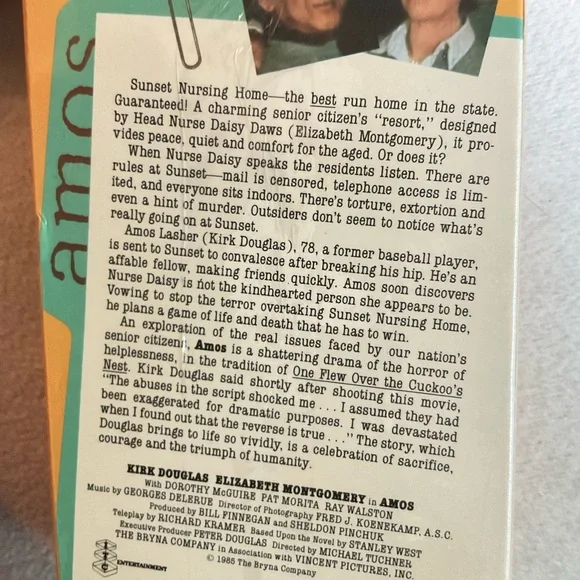 amos
Sunset Nursing Home—the best run home in the state.
Guaranteed! A charming senior citizen's "resort," designed
by Head Nurse Daisy Daws (Elizabeth Montgomery), it pro-
vides peace, quiet and comfort for the aged. Or does it?
When Nurse Daisy speaks the residents listen. There are
rules at Sunset—mail is censored, telephone access is lim-
ited, and everyone sits indoors. There's torture, extortion and
even a hint of murder. Outsiders don't seem to notice what's
really going on at Sunset.
Amos Lasher (Kirk Douglas), 78, a former baseball player,
is sent to Sunset to convalesce after breaking his hip. He's an
affable fellow, making friends quickly. Amos soon discovers
Nurse Daisy is not the kindhearted person she appears to be.
Vowing to stop the terror overtaking Sunset Nursing Home,
he plans a game of life and death that he has to win.
An exploration of the real issues faced by our nation's
senior citizens, Amos is a shattering drama of the horror of
helplessness, in the tradition of One Flew Over the Cuckoo's
Nest. Kirk Douglas said shortly after shooting this movie,
"The abuses in the script shocked me . . . I assumed they had
been exaggerated for dramatic purposes. I was devastated
when I found out that the reverse is true . . ." The story, which
Douglas brings to life so vividly, is a celebration of sacrifice,
courage and the triumph of humanity.
KIRK DOUGLAS ELIZABETH MONTGOMERY in AMOS
With DOROTHY McGUIRE PAT MORITA RAY WALSTON
Music by GEORGES DELERUE Director of Photography FRED J. KOENEKAMP, A.S.C.
Produced by BILL FINNEGAN and SHELDON PINCHUK
Teleplay by RICHARD KRAMER Based Upon the Novel by STANLEY WEST
Executive Producer PETER DOUGLAS Directed by MICHAEL TUCHNER
THE BRYNA COMPANY in Association with VINCENT PICTURES, INC.
© 1985 The Bryna Company
ITC ENTERTAINMENT